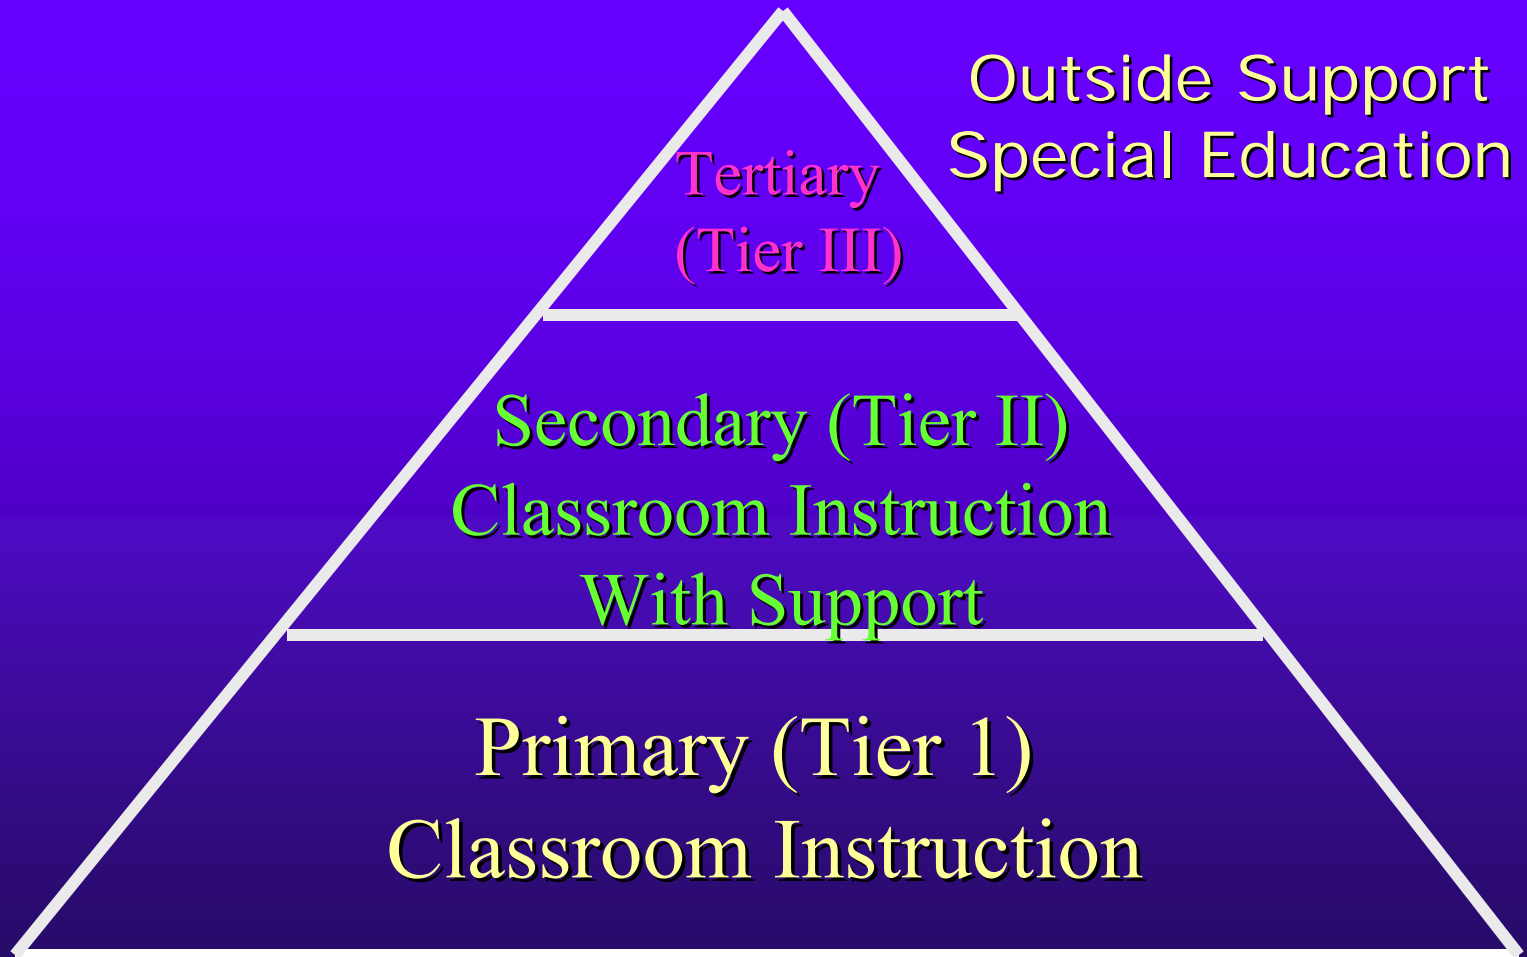 Outside Support
Special Education
Tertiary
(Tier III)
Secondary (Tier II)
Classroom Instruction
With Support
Primary (Tier 1)
Classroom Instruction